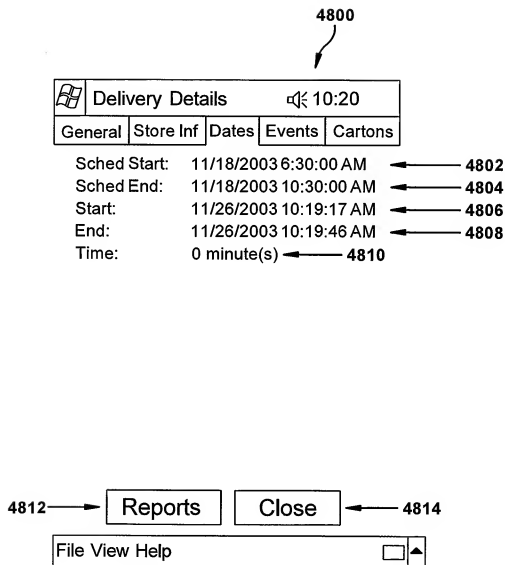 4800
Delivery Details 10:20
General Store Inf Dates Events Cartons
Sched Start: 11/18/2003 6:30:00 AM 4802
Sched End: 11/18/2003 10:30:00 AM 4804
Start: 11/26/2003 10:19:17 AM 4806
End: 11/26/2003 10:19:46 AM 4808
Time: 0 minute(s) 4810
4812 Reports Close 4814
File View Help